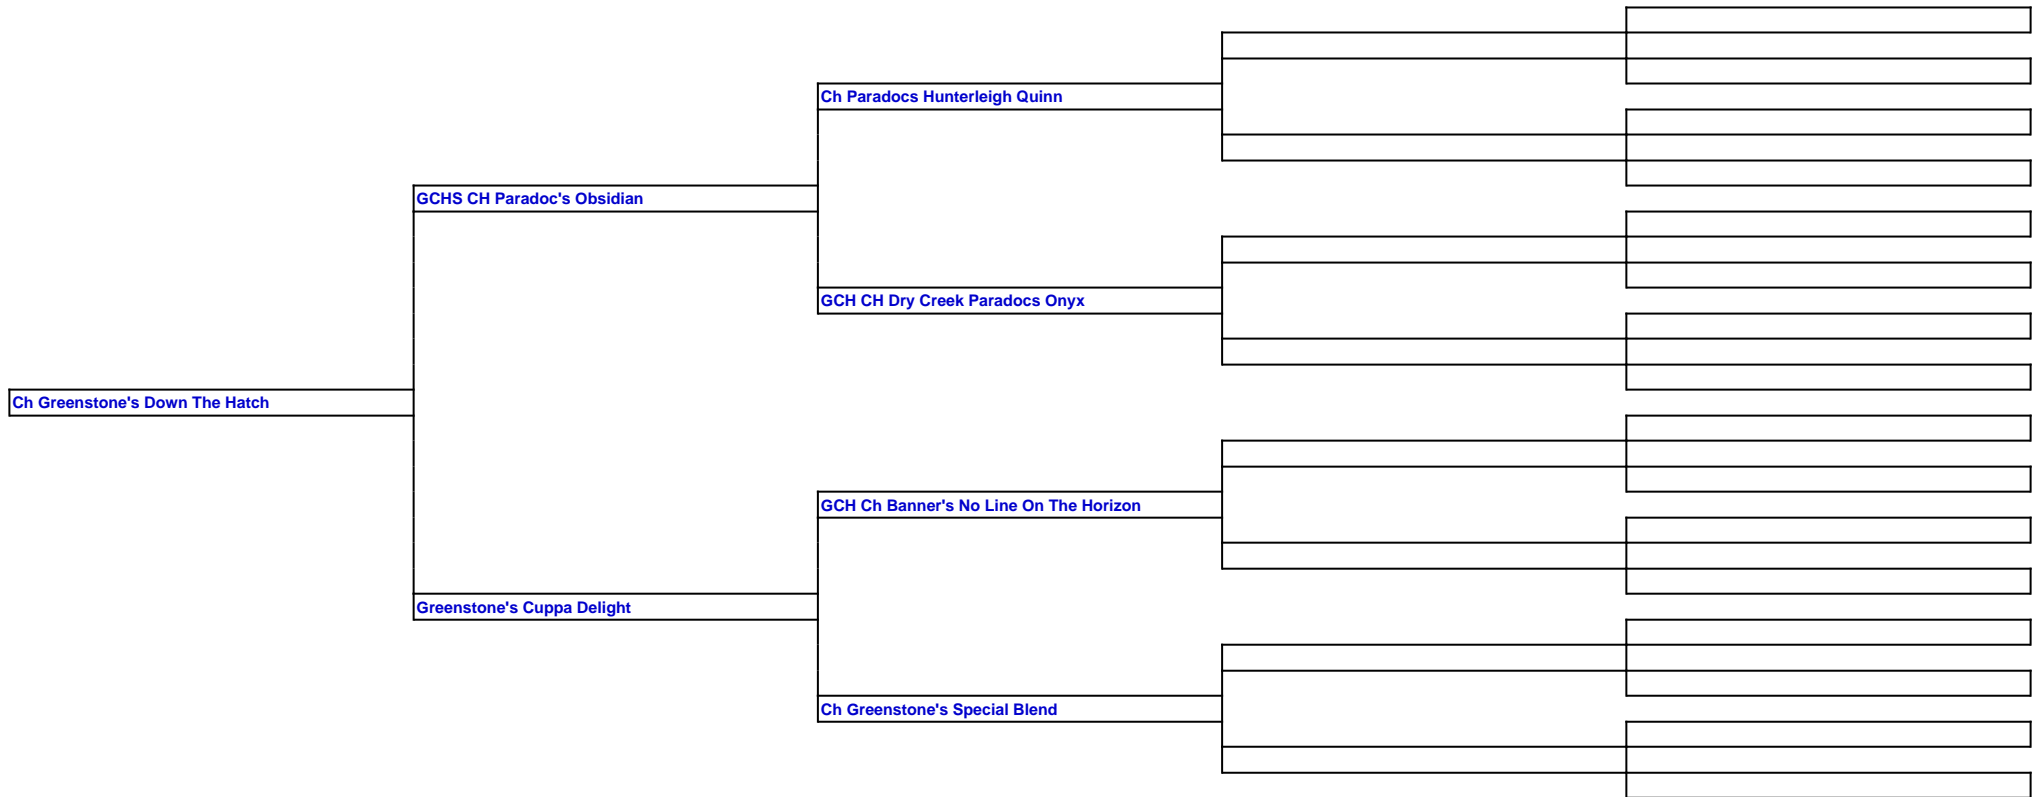 Ch Paradocs Hunterleigh Quinn
GCHS CH Paradoc's Obsidian
GCH CH Dry Creek Paradocs Onyx
Ch Greenstone's Down The Hatch
GCH Ch Banner's No Line On The Horizon
Greenstone's Cuppa Delight
Ch Greenstone's Special Blend